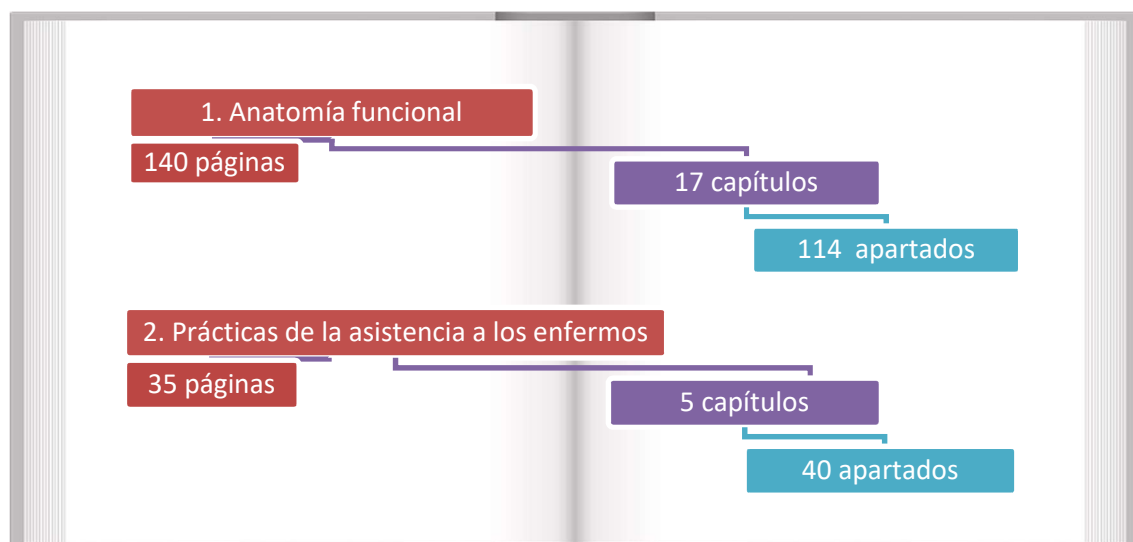 1. Anatomía funcional
140 páginas
17 capítulos
114 apartados
2. Prácticas de la asistencia a los enfermos
35 páginas
5 capítulos
40 apartados